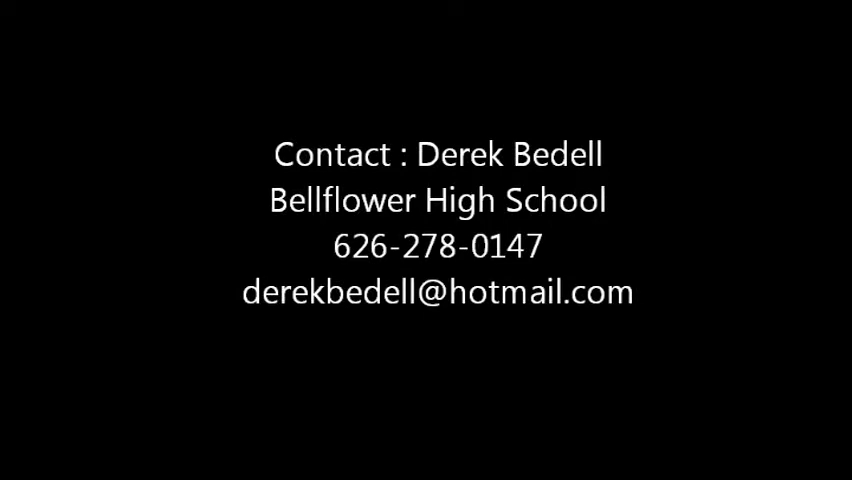 Contact : Derek Bedell
Bellflower High School
626-278-0147
derekbedell@hotmail.com